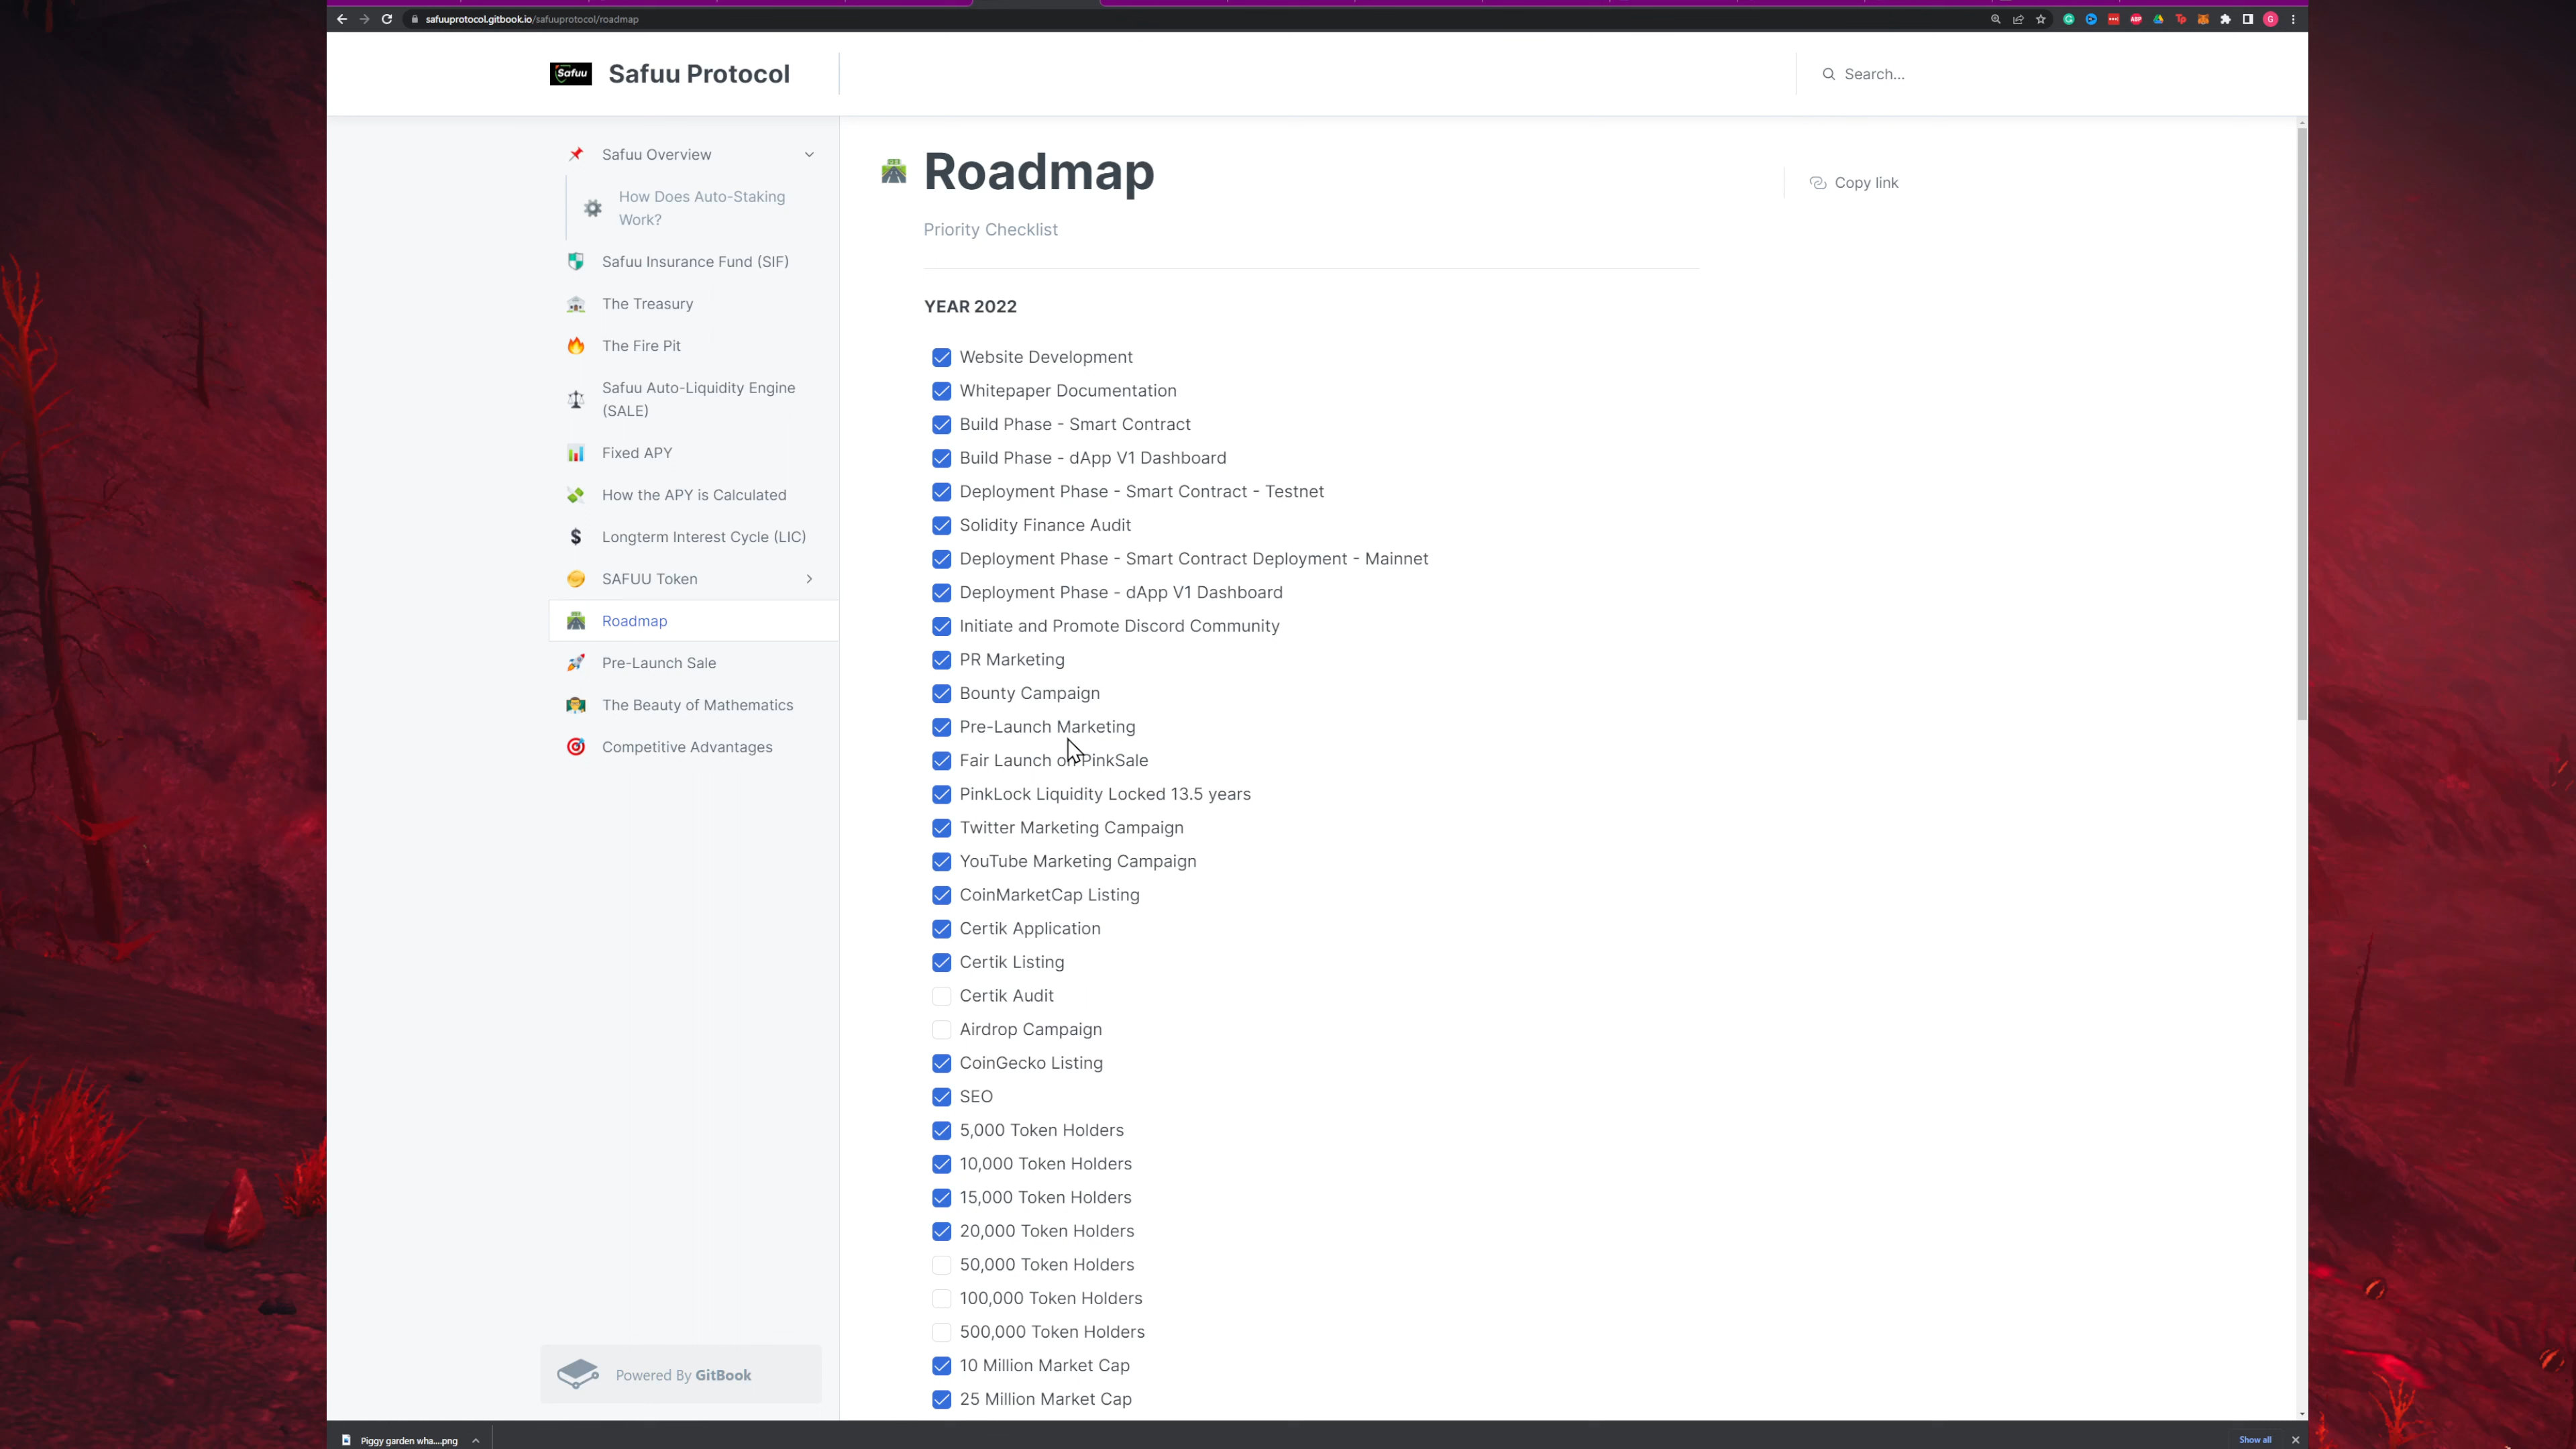 safuuprotocol.gitbook.io/safuuprotocol/roadmap
Safuu
Safuu Protocol
Search...
Safuu Overview
How Does Auto-Staking
Work?
Safuu Insurance Fund (SIF)
The Treasury
The Fire Pit
Safuu Auto-Liquidity Engine
(SALE)
Fixed APY
How the APY is Calculated
Longterm Interest Cycle (LIC)
SAFUU Token
Roadmap
Pre-Launch Sale
The Beauty of Mathematics
Competitive Advantages
Powered By GitBook
Roadmap
Copy link
Priority Checklist
YEAR 2022
Website Development
Whitepaper Documentation
Build Phase - Smart Contract
Build Phase - dApp V1 Dashboard
Deployment Phase - Smart Contract - Testnet
Solidity Finance Audit
Deployment Phase - Smart Contract Deployment - Mainnet
Deployment Phase - dApp V1 Dashboard
Initiate and Promote Discord Community
PR Marketing
Bounty Campaign
Pre-Launch Marketing
Fair Launch on PinkSale
PinkLock Liquidity Locked 13.5 years
Twitter Marketing Campaign
YouTube Marketing Campaign
CoinMarketCap Listing
Certik Application
Certik Listing
Certik Audit
Airdrop Campaign
CoinGecko Listing
SEO
5,000 Token Holders
10,000 Token Holders
15,000 Token Holders
20,000 Token Holders
50,000 Token Holders
100,000 Token Holders
500,000 Token Holders
10 Million Market Cap
25 Million Market Cap
Piggy garden wha....png
Show all